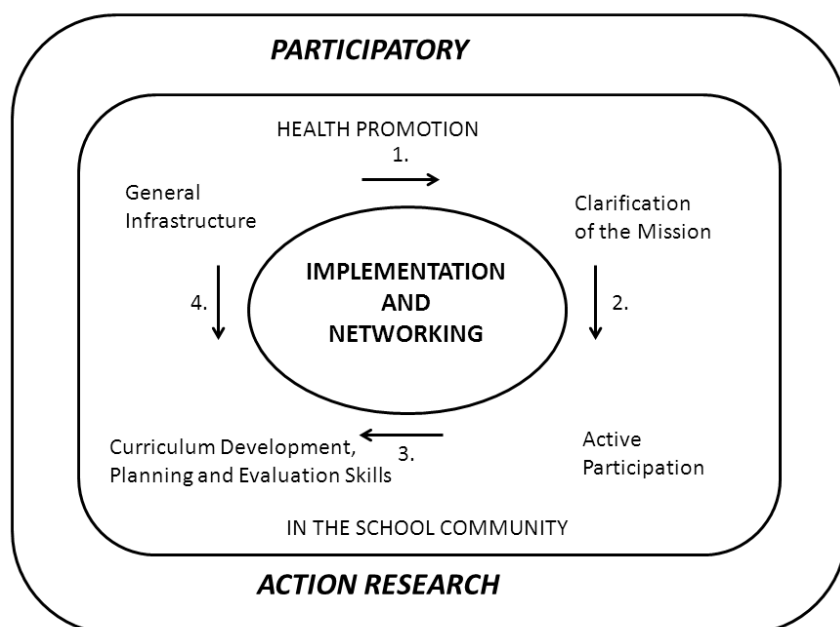 PARTICIPATORY
HEALTH PROMOTION
1.
General
Infrastructure
Clarification
of the Mission
IMPLEMENTATION
AND
NETWORKING
4.
2.
Curriculum Development,
Planning and Evaluation Skills
3.
Active
Participation
IN THE SCHOOL COMMUNITY
ACTION RESEARCH